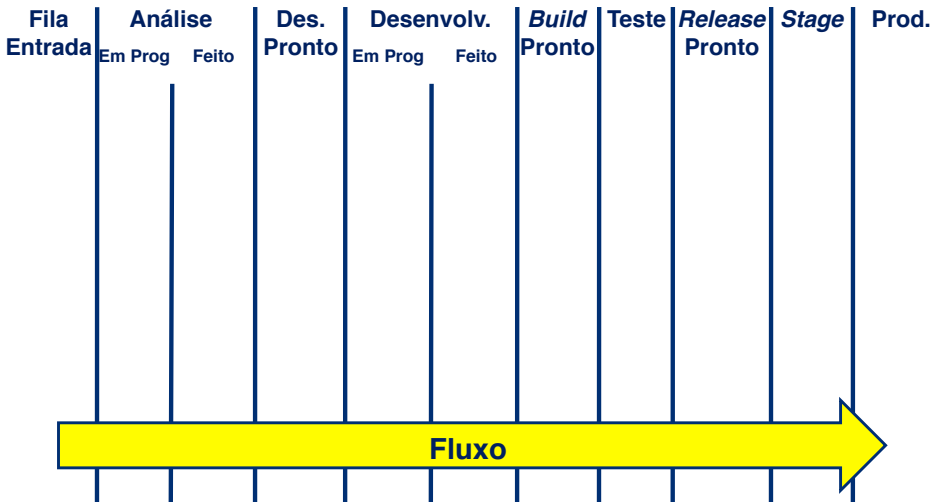 Fila
Entrada
Análise
Em Prog
Feito
Des.
Pronto
Desenvolv.
Em Prog
Feito
Build
Pronto
Teste
Release
Pronto
Stage
Prod.
Fluxo